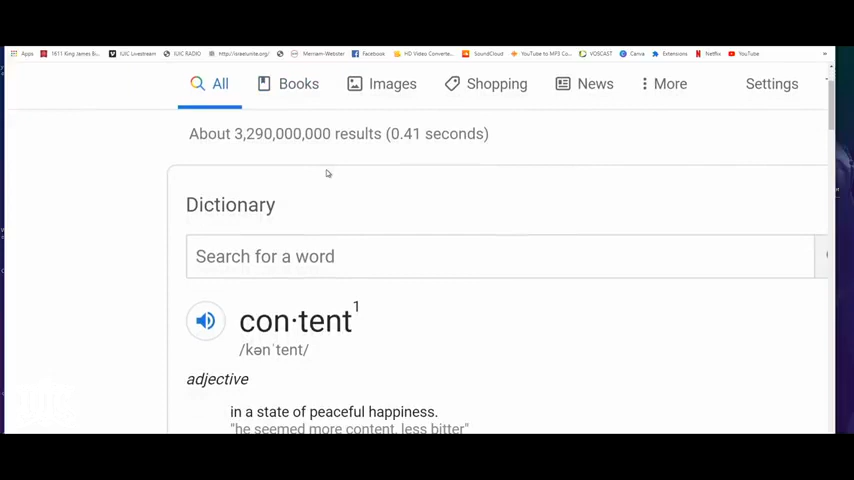 Apps 1611 King James Bi... IUIC Livestream IUIC RADIO http://israelunite.org/ Merriam-Webster Facebook HD Video Converte... SoundCloud YouTube to MP3 Co... VOSCAST Canva Extensions Netflix YouTube »
All Books Images Shopping News More Settings
About 3,290,000,000 results (0.41 seconds)
Dictionary
Search for a word
con·tent1
/kənˈtent/
adjective
in a state of peaceful happiness.
"he seemed more content, less bitter"
IUIC